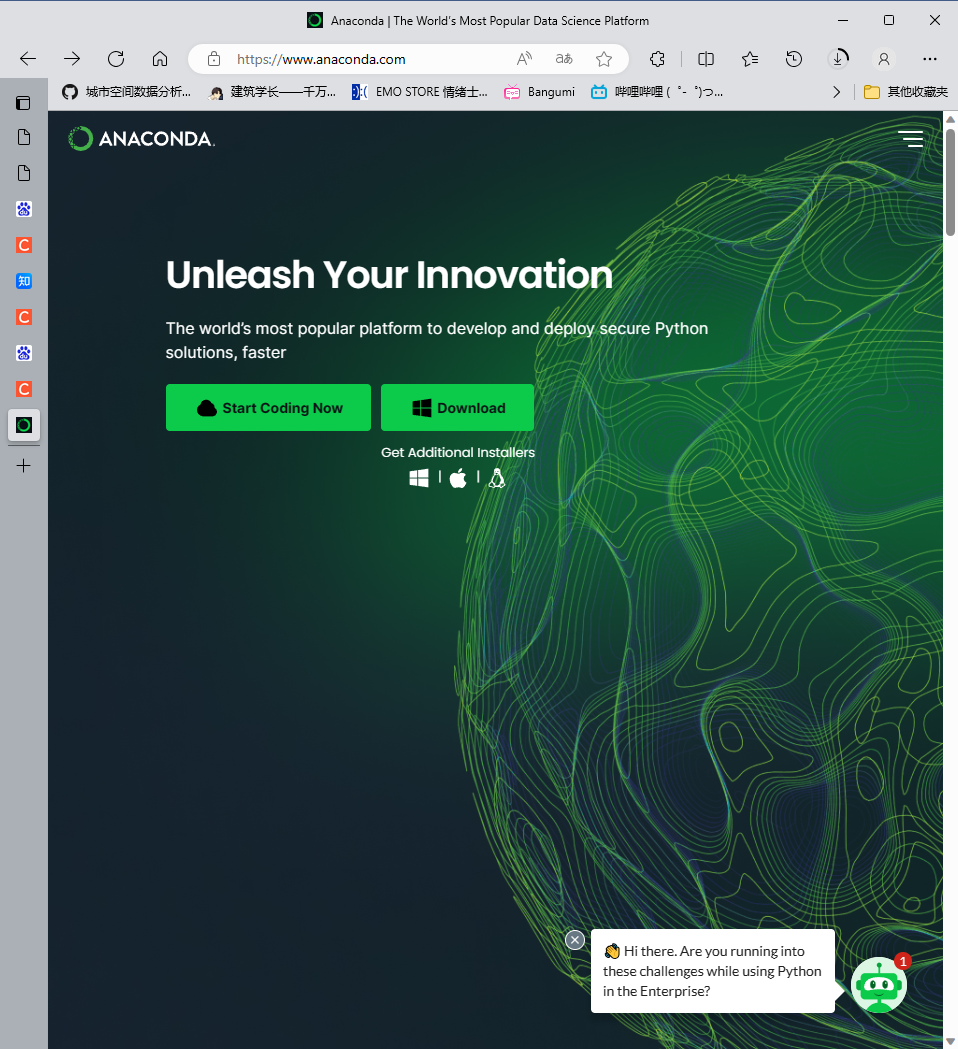 Anaconda | The World's Most Popular Data Science Platform
https://www.anaconda.com
城市空间数据分析...
建筑学长——千万...
:):( EMO STORE 情绪士...
Bangumi
哔哩哔哩 ( ゜- ゜)つ...
其他收藏夹
ANACONDA.
Unleash Your Innovation
The world’s most popular platform to develop and deploy secure Python
solutions, faster
Start Coding Now
Download
Get Additional Installers
👋 Hi there. Are you running into
these challenges while using Python
in the Enterprise?
1